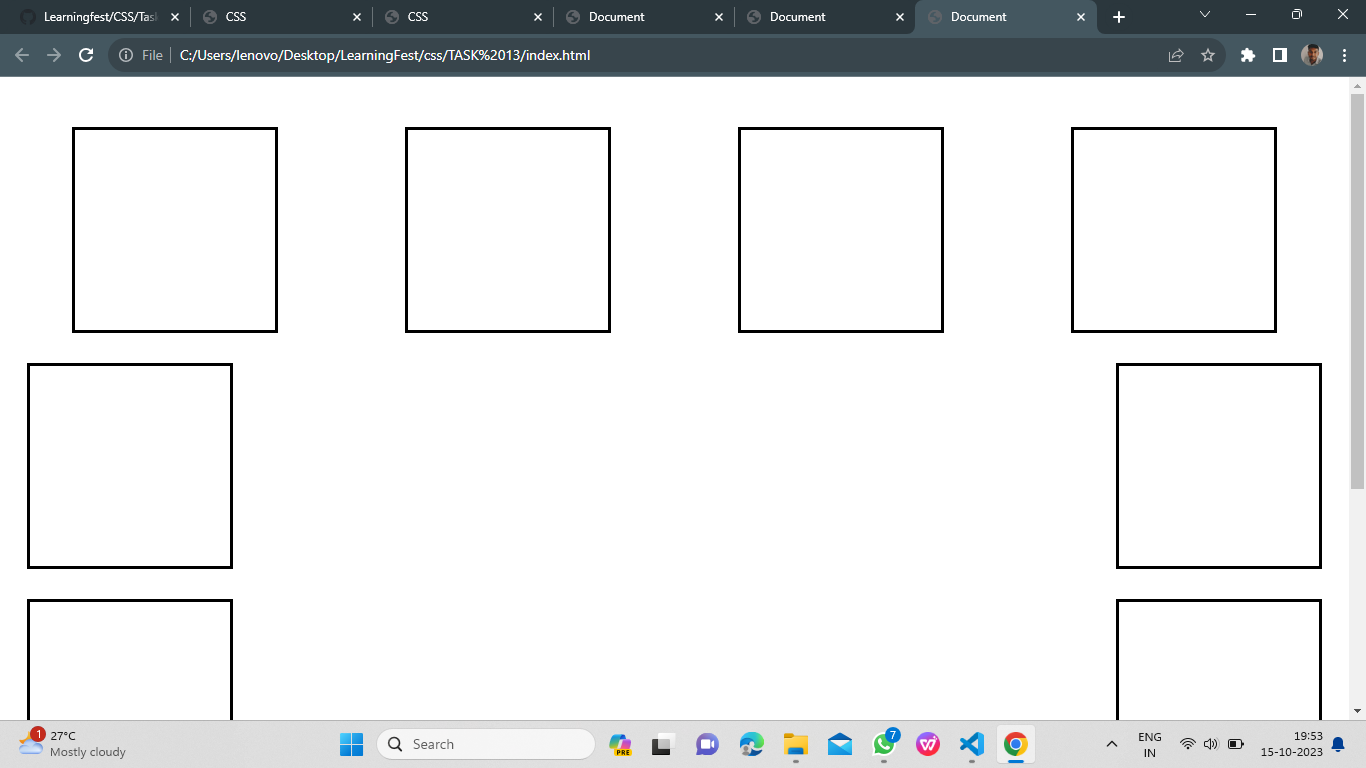 Learningfest/CSS/Tas
CSS
CSS
Document
Document
Document
File
C:/Users/lenovo/Desktop/LearningFest/css/TASK%2013/index.html
1
27°C
Mostly cloudy
Search
PRE
7
ENG
IN
19:53
15-10-2023